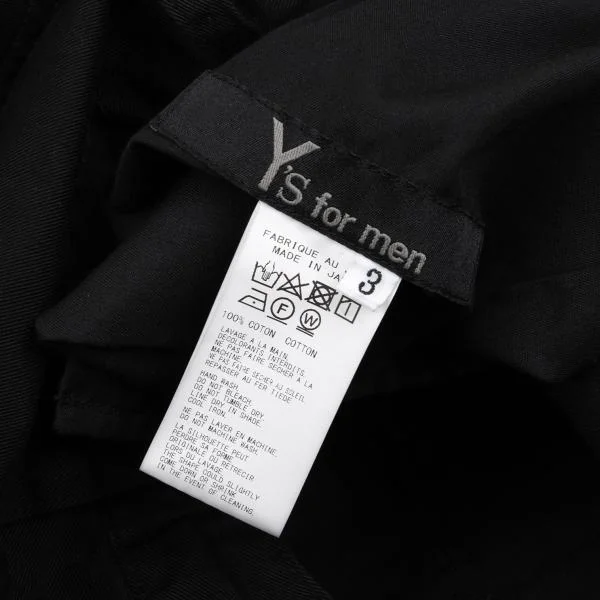 Y's for men
3
FABRIQUE AU
MADE IN JA
F W
100% COTON COTTON
LAVAGE A LA MAIN.
DÉCOLORANTS INTERDITS.
NE PAS FAIRE SÉCHER A LA
MACHINE.
NE PAS FAIRE SÉCHER AU SOLEIL
REPASSER AU FER TIEDE
HAND WASH
DO NOT BLEACH.
DO NOT TUMBLE DRY
LINE DRY IN SHADE.
COOL IRON.
NE PAS LAVER EN MACHINE.
DO NOT MACHINE WASH.
LA SILHOUETTE PEUT
PERDRE SA FORME
ORIGINALE OU RETRECIR
LORS DU LAVAGE
THE SHAPE COULD SLIGHTLY
COME DOWN OR SHRINK
IN THE EVENT OF CLEANING.